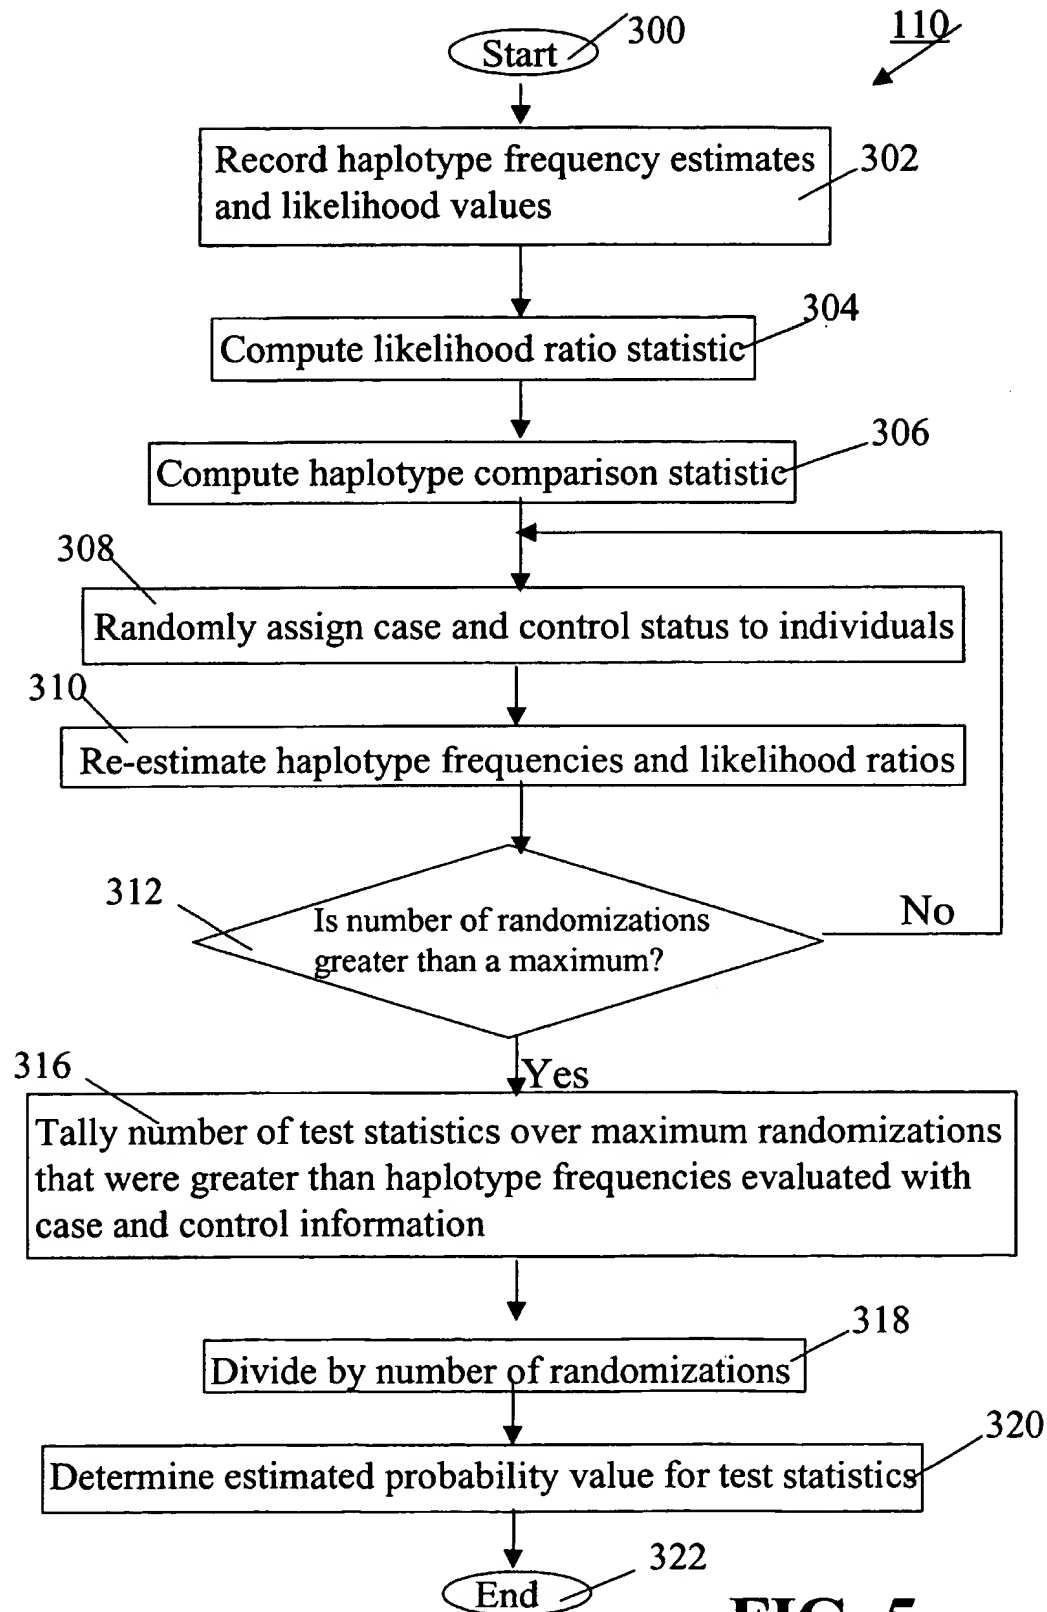 300
110
Start
Record haplotype frequency estimates
and likelihood values
302
304
Compute likelihood ratio statistic
306
Compute haplotype comparison statistic
308
Randomly assign case and control status to individuals
310
Re-estimate haplotype frequencies and likelihood ratios
312
Is number of randomizations
greater than a maximum?
No
Yes
316
Tally number of test statistics over maximum randomizations
that were greater than haplotype frequencies evaluated with
case and control information
318
Divide by number of randomizations
320
Determine estimated probability value for test statistics
322
End
FIG. 5